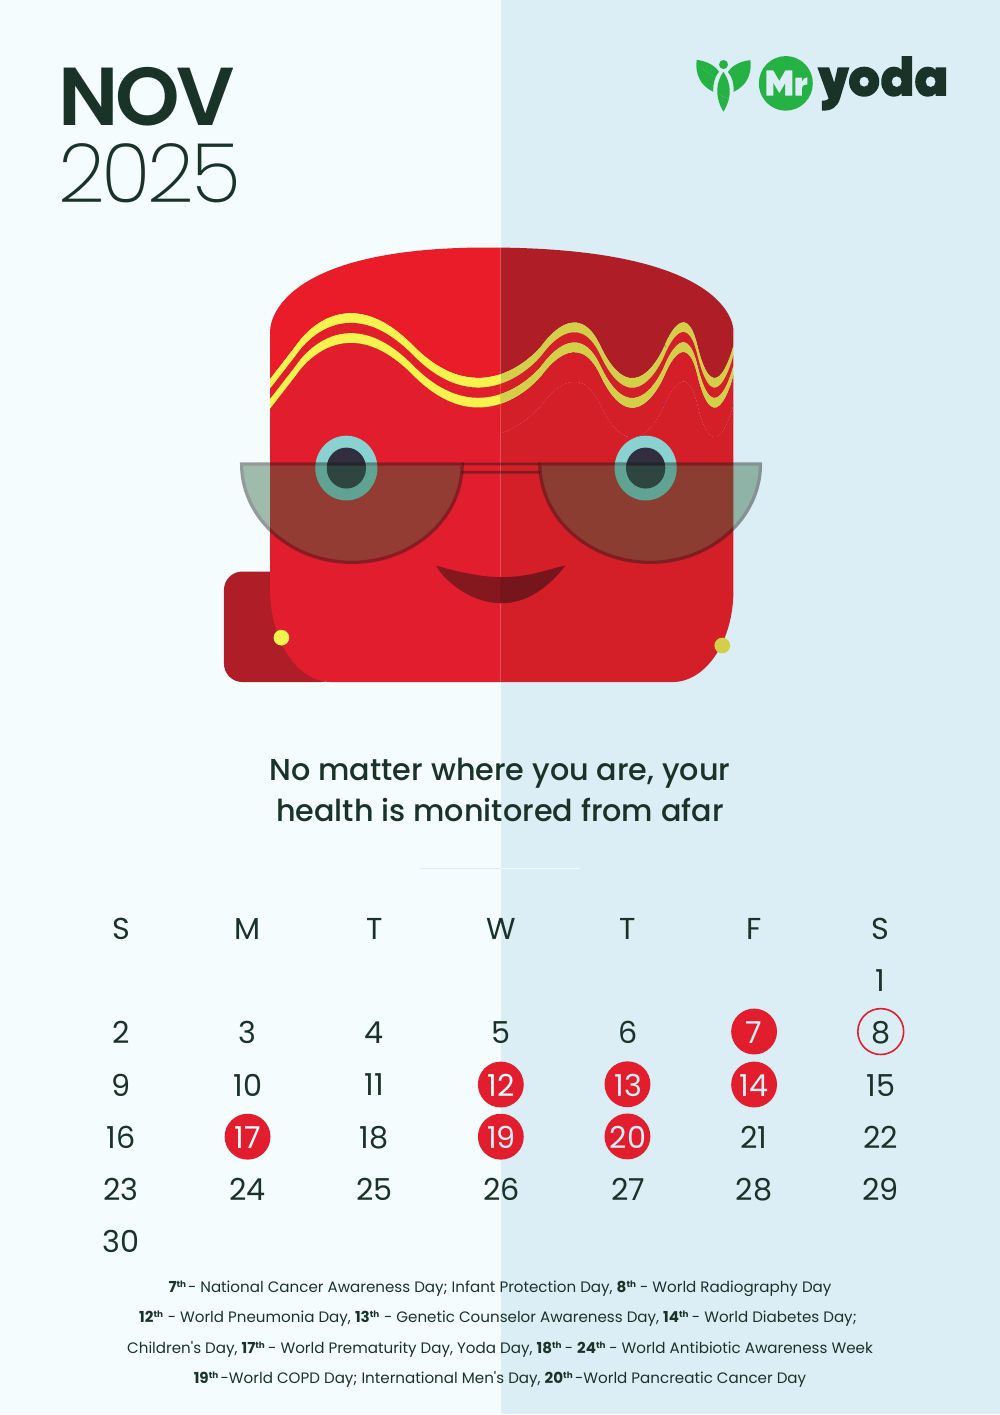 NOV
2025
Mr yoda
No matter where you are, your
health is monitored from afar
S M T W T F S
1
2 3 4 5 6 7 8
9 10 11 12 13 14 15
16 17 18 19 20 21 22
23 24 25 26 27 28 29
30
7th - National Cancer Awareness Day; Infant Protection Day, 8th - World Radiography Day
12th - World Pneumonia Day, 13th - Genetic Counselor Awareness Day, 14th - World Diabetes Day;
Children's Day, 17th - World Prematurity Day, Yoda Day, 18th - 24th - World Antibiotic Awareness Week
19th -World COPD Day; International Men's Day, 20th -World Pancreatic Cancer Day